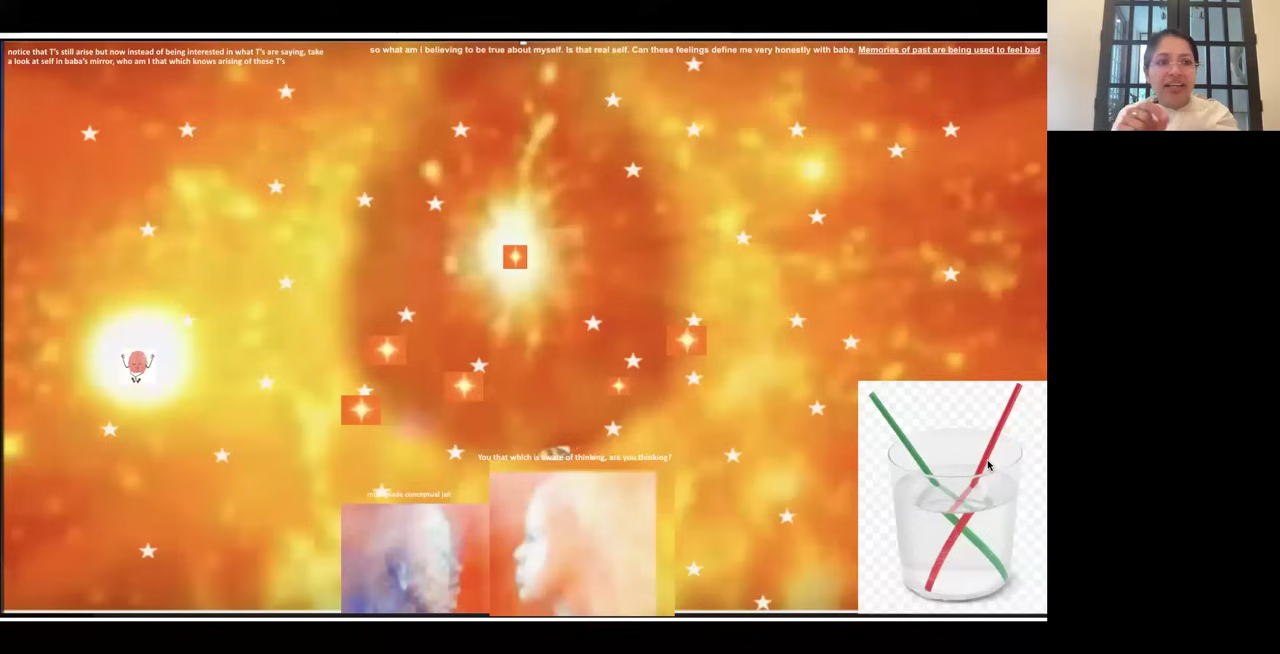 notice that T's still arise but now instead of being interested in what T's are saying, take
a look at self in baba's mirror, who am I that which knows arising of these T's
so what am i believing to be true about myself. Is that real self. Can these feelings define me very honestly with baba. Memories of past are being used to feel bad
You that which is aware of thinking, are you thinking?
conceptual jail